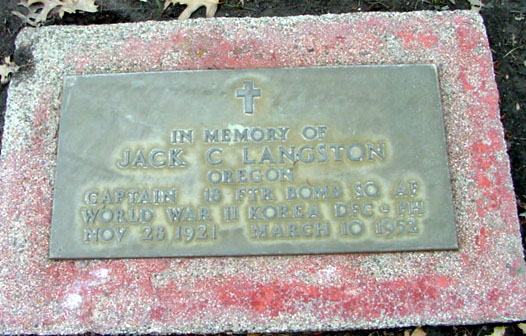 IN MEMORY OF
JACK C LANGSTON
OREGON
CAPTAIN 18 FTR BOMB SQ AF
WORLD WAR II KOREA DFC - PH
NOV 28 1921 MARCH 10 1952